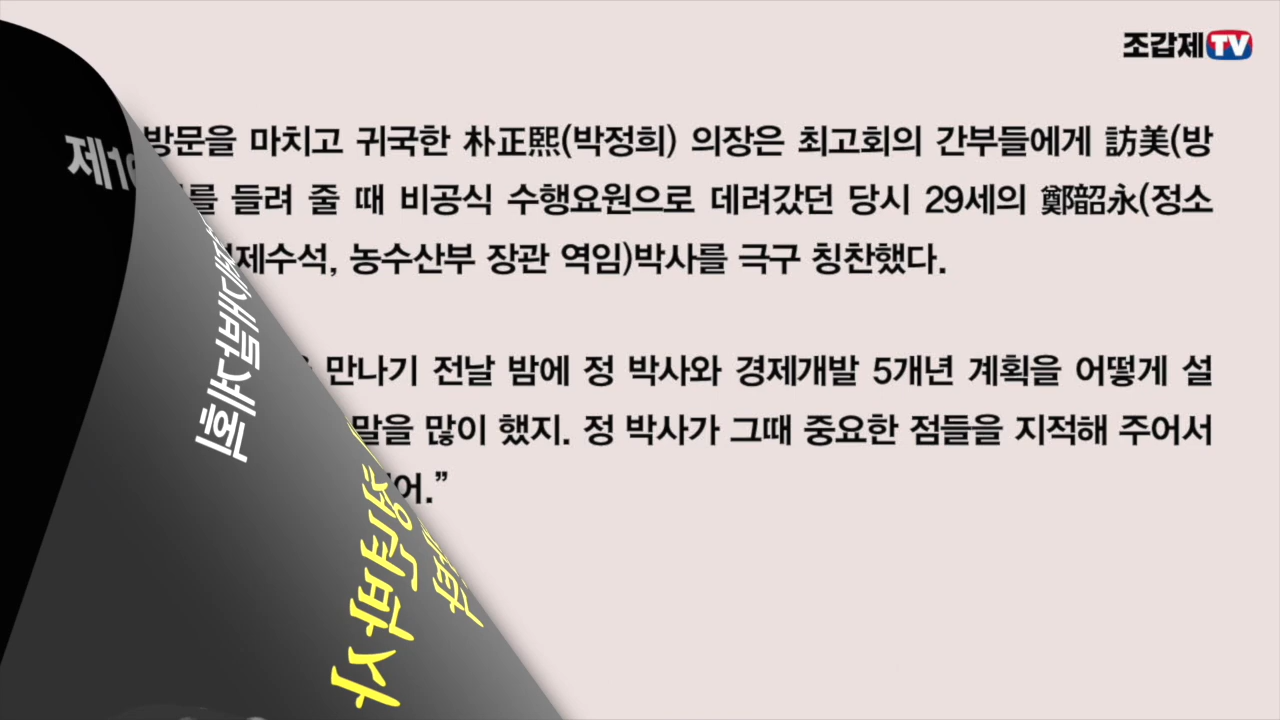 조갑제TV
방문을 마치고 귀국한 朴正熙(박정희) 의장은 최고회의 간부들에게 訪美(방
를 들려 줄 때 비공식 수행요원으로 데려갔던 당시 29세의 鄭韶永(정소
제수석, 농수산부 장관 역임)박사를 극구 칭찬했다.
만나기 전날 밤에 정 박사와 경제개발 5개년 계획을 어떻게 설
말을 많이 했지. 정 박사가 그때 중요한 점들을 지적해 주어서
어.”